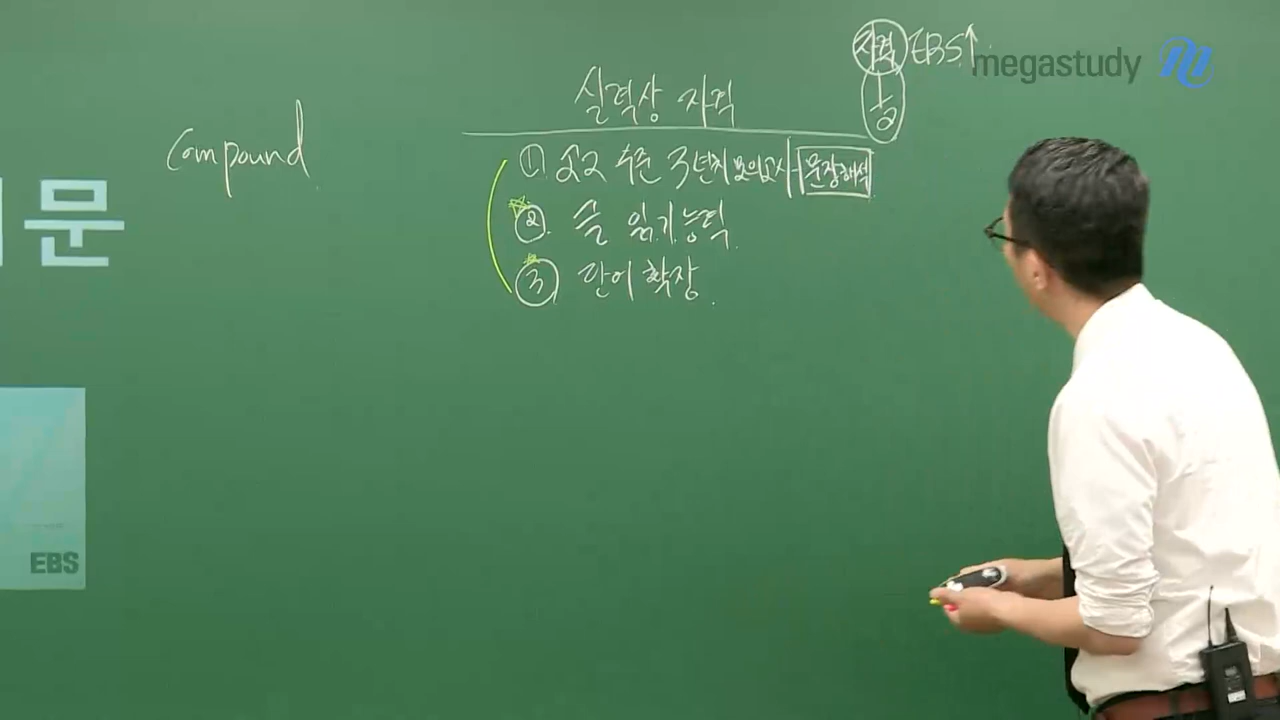 자격 EBS↑
megastudy
실력상 자격
compound
① 고2 수준 3년치 모의고사 - 문장해석
② 글 읽기 능력.
③ 단어 확장.
문
EBS